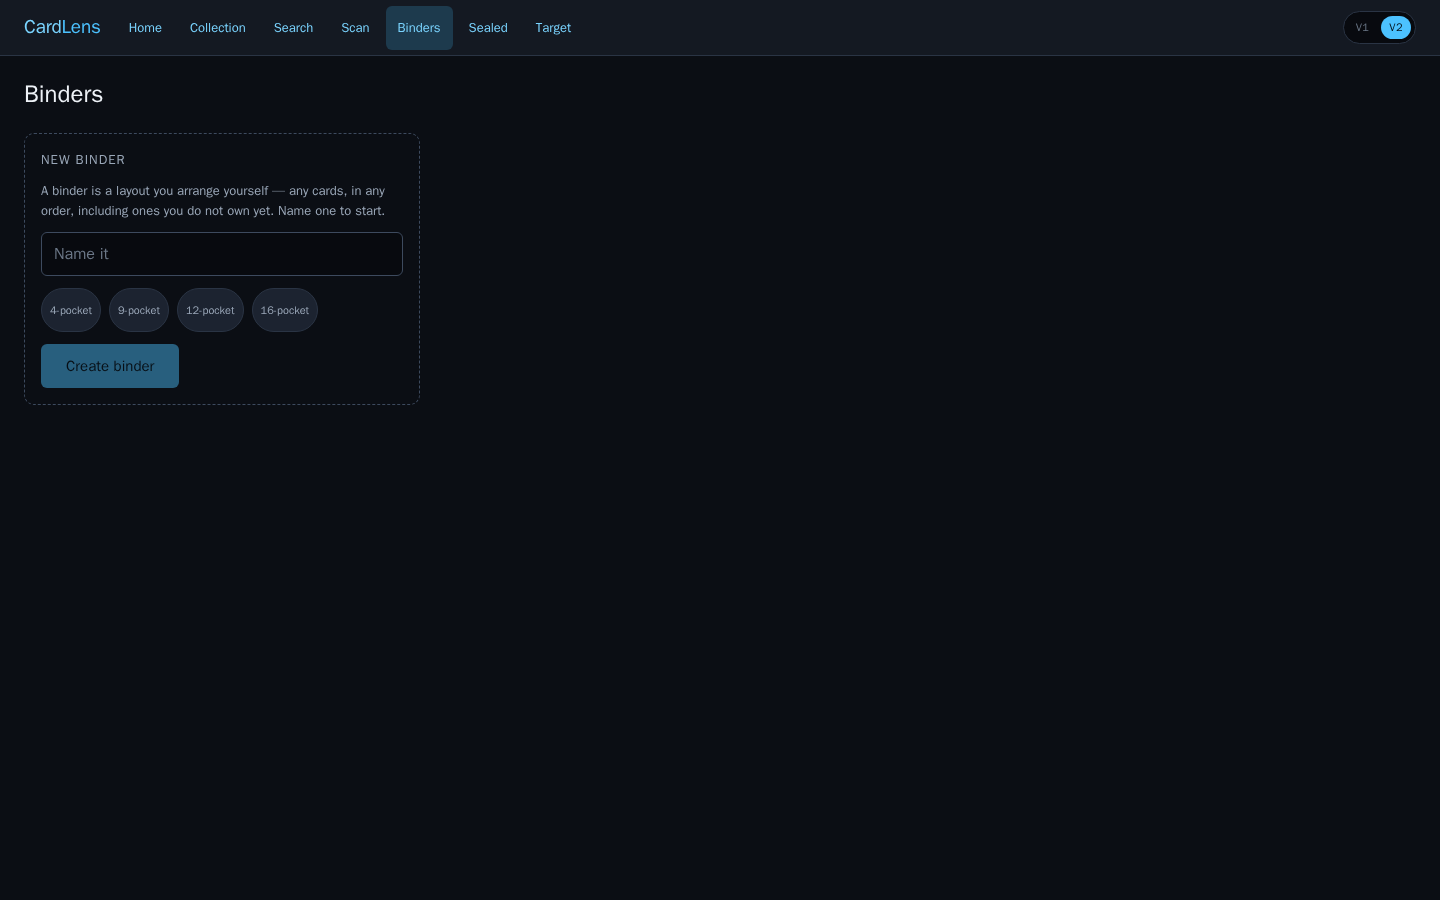 CardLens Home Collection Search Scan Binders Sealed Target V1 V2
Binders
NEW BINDER
A binder is a layout you arrange yourself — any cards, in any
order, including ones you do not own yet. Name one to start.
Name it
4-pocket 9-pocket 12-pocket 16-pocket
Create binder